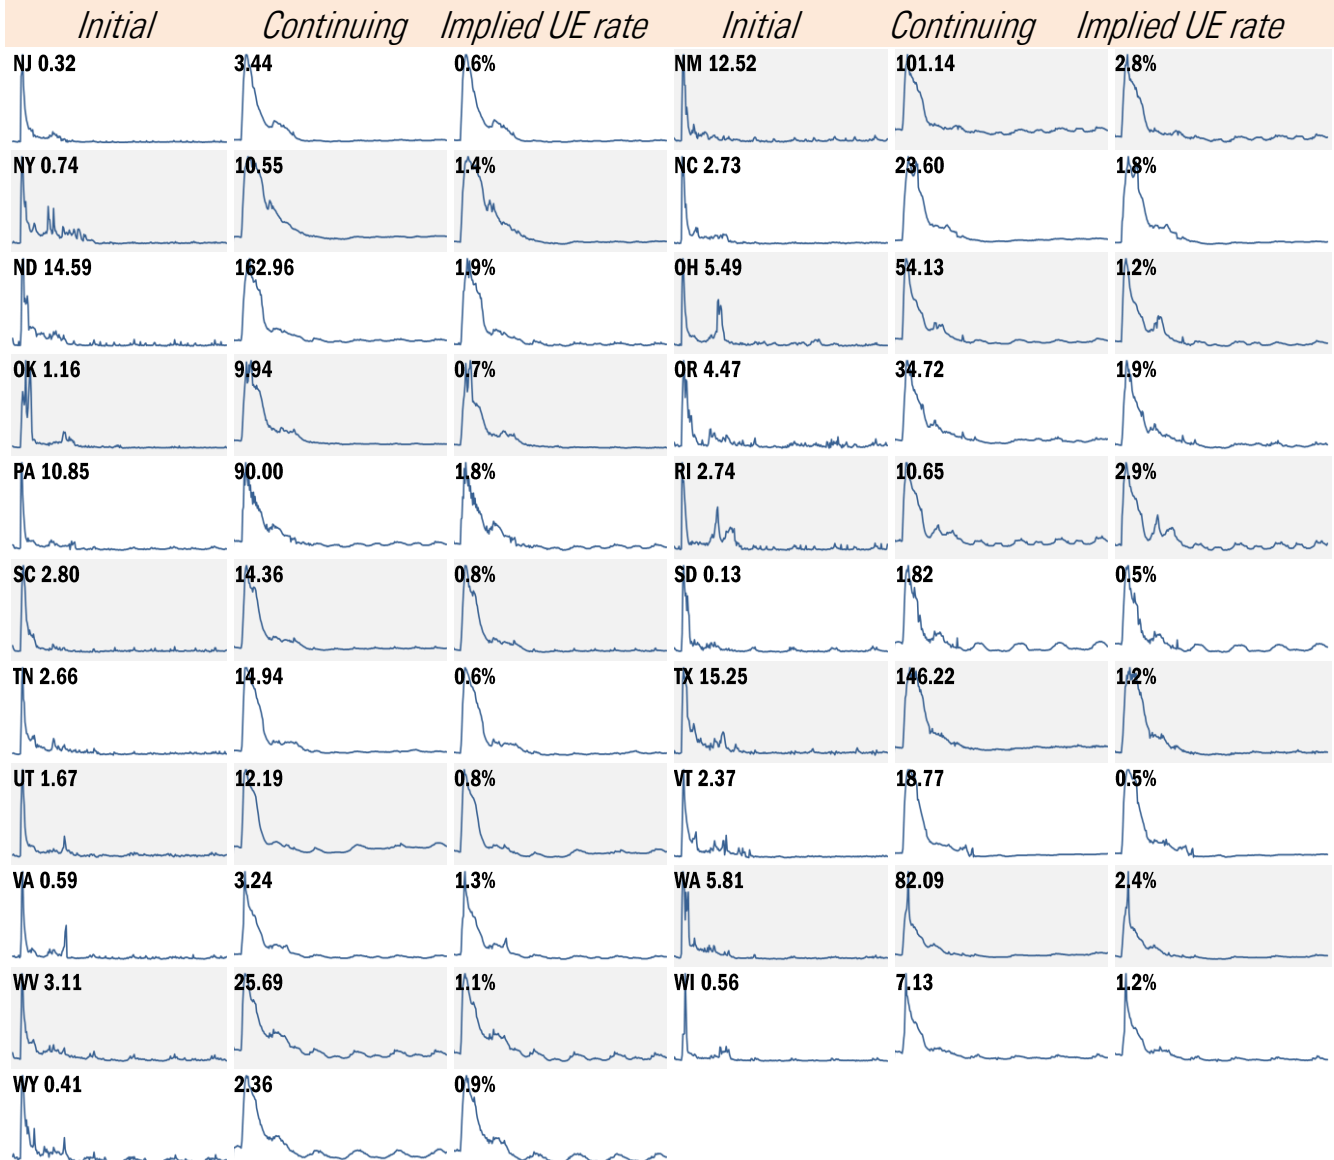 Initial Continuing Implied UE rate Initial Continuing Implied UE rate
NJ 0.32 3.44 0.6% NM 12.52 101.14 2.8%
NY 0.74 10.55 1.4% NC 2.73 23.60 1.8%
ND 14.59 162.96 1.9% OH 5.49 54.13 1.2%
OK 1.16 9.94 0.7% OR 4.47 34.72 1.9%
PA 10.85 90.00 1.8% RI 2.74 10.65 2.9%
SC 2.80 14.36 0.8% SD 0.13 1.82 0.5%
TN 2.66 14.94 0.6% TX 15.25 146.22 1.2%
UT 1.67 12.19 0.8% VT 2.37 18.77 0.5%
VA 0.59 3.24 1.3% WA 5.81 82.09 2.4%
WV 3.11 25.69 1.1% WI 0.56 7.13 1.2%
WY 0.41 2.36 0.9%